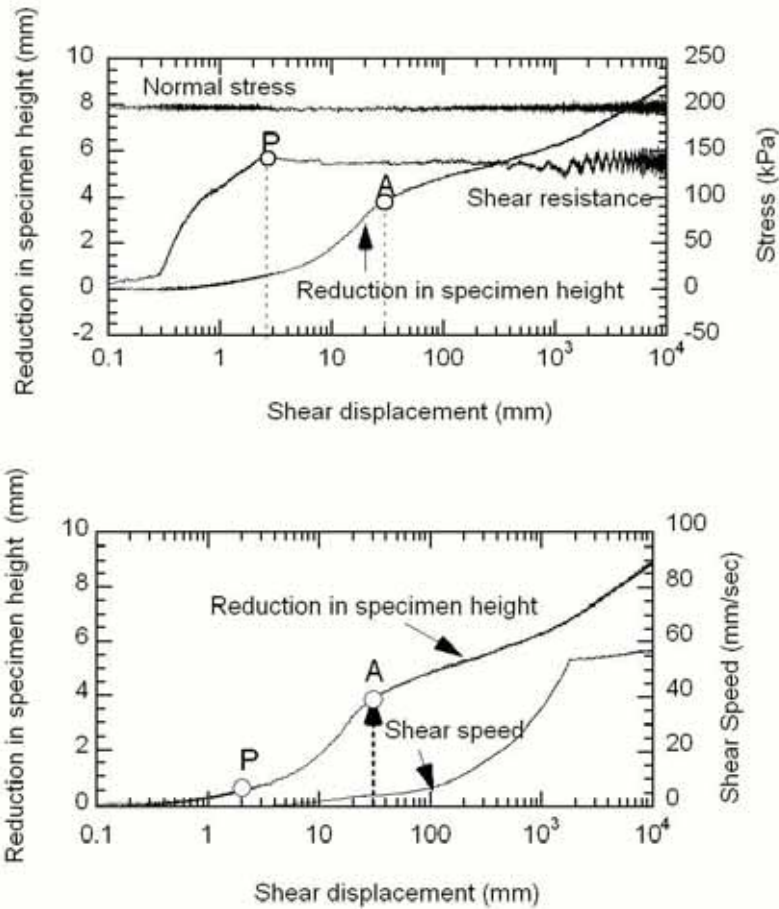 Reduction in specimen height (mm)
10
8
6
4
2
0
-2
Normal stress
P
A
Shear resistance
Reduction in specimen height
250
200
150
100
50
0
-50
Stress (kPa)
0.1
1
10
100
10³
10⁴
Shear displacement (mm)
Reduction in specimen height (mm)
10
8
6
4
2
0
Reduction in specimen height
A
Shear speed
P
100
80
60
40
20
0
Shear Speed (mm/sec)
0.1
1
10
100
10³
10⁴
Shear displacement (mm)